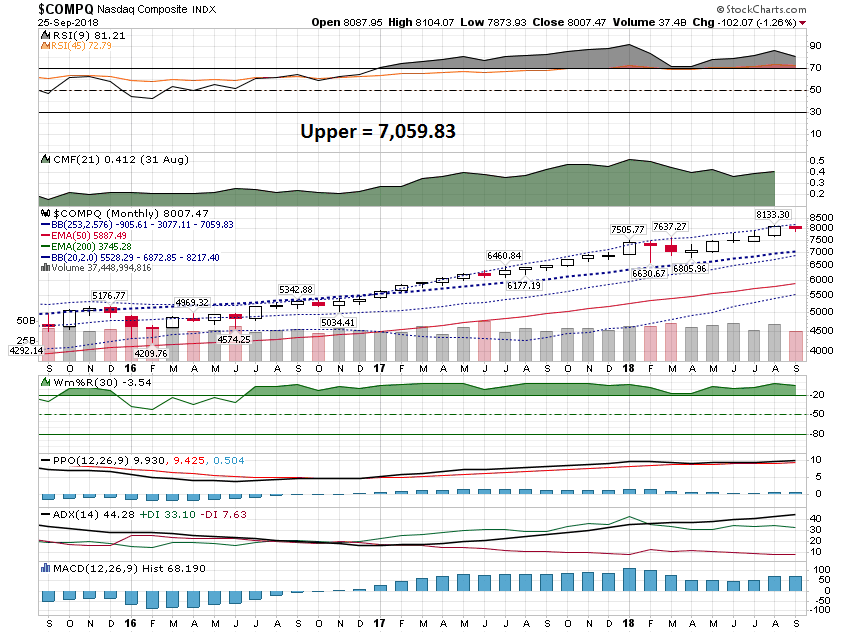 $COMPQ Nasdaq Composite INDX
© StockCharts.com
25-Sep-2018
Open 8087.95 High 8104.07 Low 7873.93 Close 8007.47 Volume 37.4B Chg -102.07 (-1.26%)
RSI(9) 81.21
RSI(45) 72.79
90
70
50
30
10
Upper = 7,059.83
CMF(21) 0.412 (31 Aug)
0.5
0.4
0.3
0.2
$COMPQ (Monthly) 8007.47
BB(253,2.576) -905.61 - 3077.11 - 7059.83
EMA(50) 5887.49
EMA(200) 3745.28
BB(20,2.0) 5528.29 - 6872.85 - 8217.40
Volume 37,448,994,816
8133.30
7505.77
7637.27
6460.84
6630.67
6805.96
6177.19
5342.88
5176.77
4969.32
5034.41
4574.25
4292.14
4209.76
50B
25B
8500
8000
7500
7000
6500
6000
5500
5000
4500
4000
S O N D 16 F M A M J J A S O N D 17 F M A M J J A S O N D 18 F M A M J J A S
Wm%R(30) -3.54
-20
-50
-80
PPO(12,26,9) 9.930, 9.425, 0.504
10
5
0
ADX(14) 44.28 +DI 33.10 -DI 7.63
40
30
20
10
MACD(12,26,9) Hist 68.190
100
50
0
-50
-100
S O N D 16 F M A M J J A S O N D 17 F M A M J J A S O N D 18 F M A M J J A S